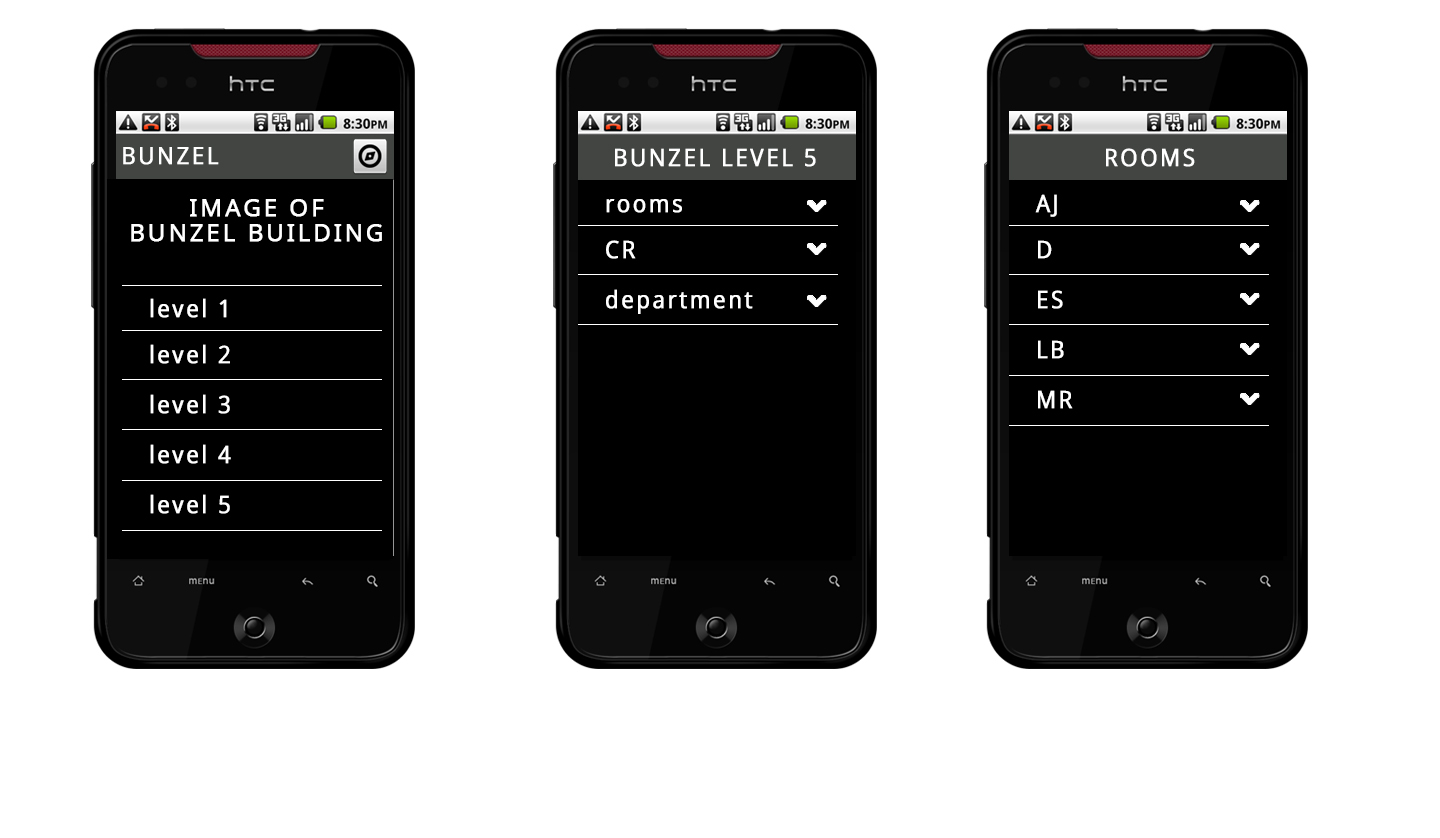 hTC
8:30PM
BUNZEL
IMAGE OF
BUNZEL BUILDING
level 1
level 2
level 3
level 4
level 5
MENU
hTC
3G
8:30PM
BUNZEL LEVEL 5
rooms
CR
department
MENU
hTC
3G
8:30PM
ROOMS
AJ
D
ES
LB
MR
MENU